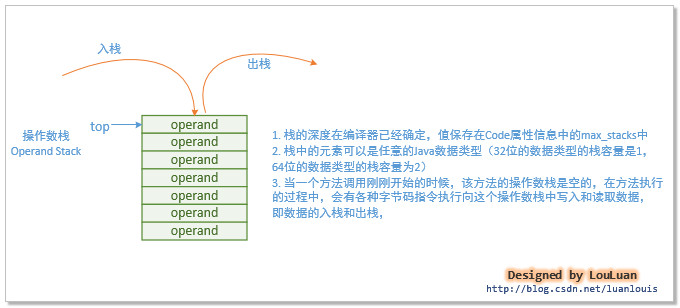 入栈
出栈
操作数栈
Operand Stack
top
operand
operand
operand
operand
operand
operand
operand
1. 栈的深度在编译器已经确定，值保存在Code属性信息中的max_stacks中
2. 栈中的元素可以是任意的Java数据类型（32位的数据类型的栈容量是1，
64位的数据类型的栈容量为2）
3. 当一个方法调用刚刚开始的时候，该方法的操作数栈是空的，在方法执行
的过程中，会有各种字节码指令执行向这个操作数栈中写入和读取数据，
即数据的入栈和出栈，
Designed by LouLuan
http://blog.csdn.net/luanlouis